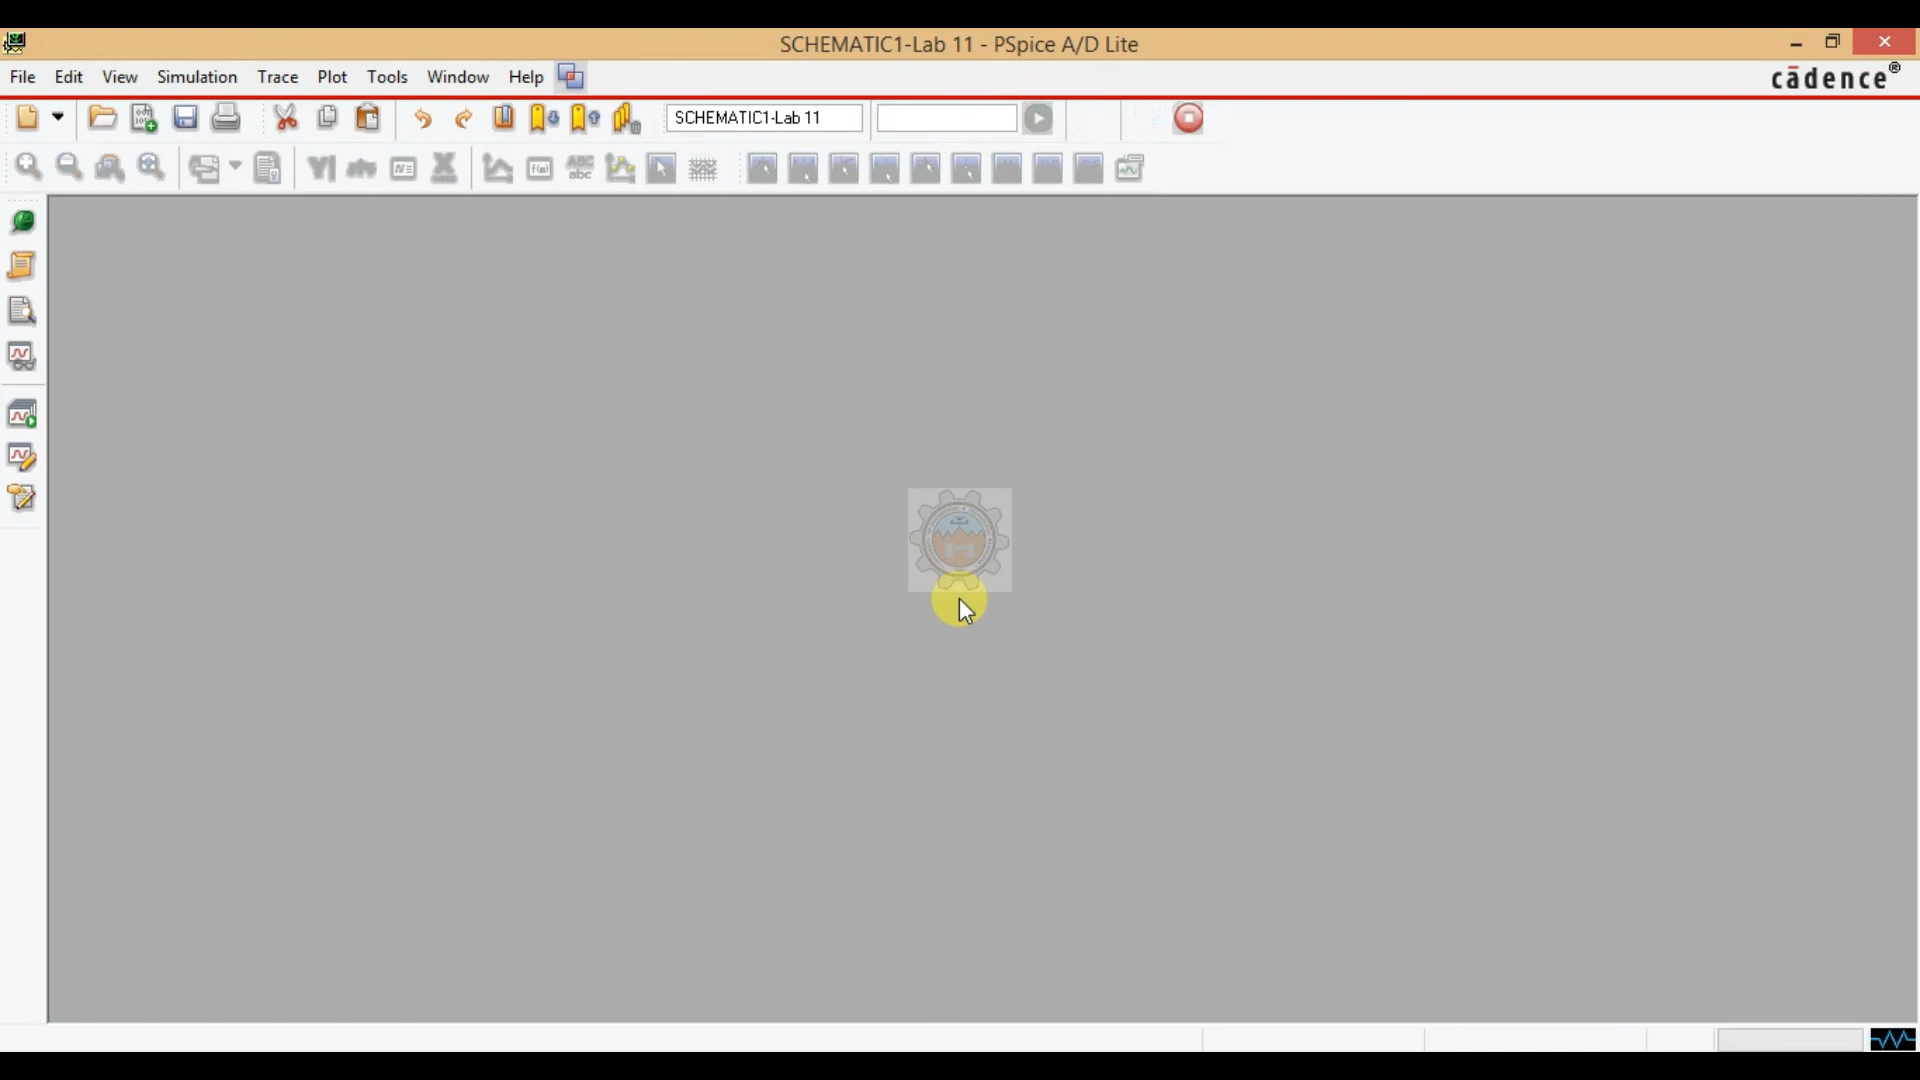 SCHEMATIC1-Lab 11 - PSpice A/D Lite
File Edit View Simulation Trace Plot Tools Window Help
cādence®
SCHEMATIC1-Lab 11